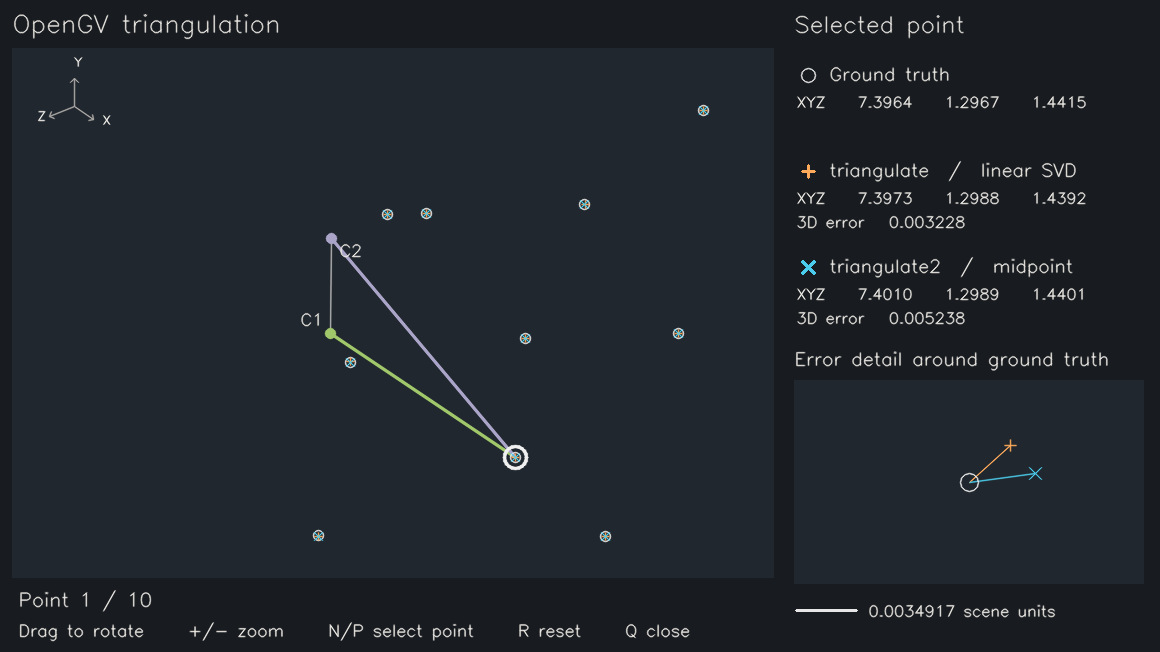 OpenGV triangulation
Y
Z
X
C2
C1
Point 1 / 10
Drag to rotate +/- zoom N/P select point R reset Q close
Selected point
Ground truth
XYZ 7.3964 1.2967 1.4415
triangulate / linear SVD
XYZ 7.3973 1.2988 1.4392
3D error 0.003228
triangulate2 / midpoint
XYZ 7.4010 1.2989 1.4401
3D error 0.005238
Error detail around ground truth
0.0034917 scene units